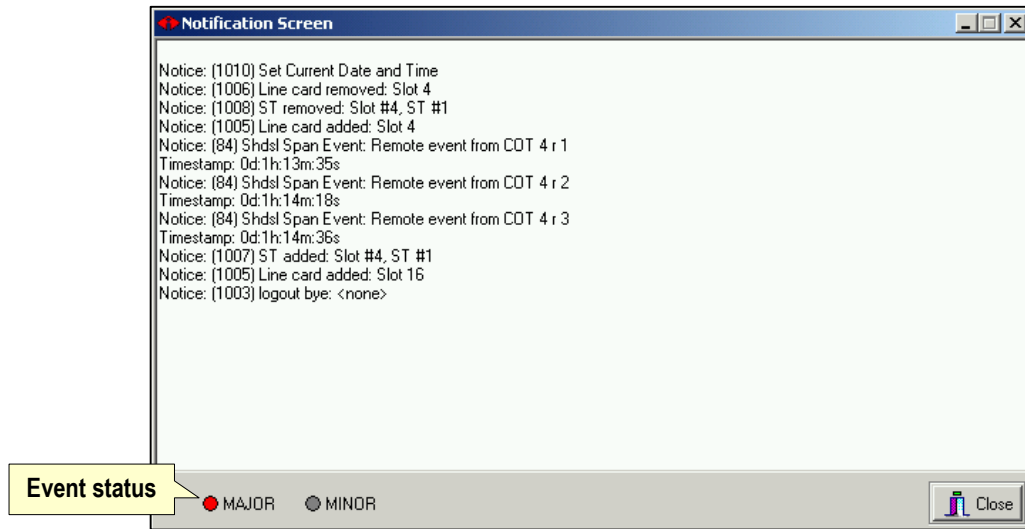 Notification Screen
Notice: (1010) Set Current Date and Time
Notice: (1006) Line card removed: Slot 4
Notice: (1008) ST removed: Slot #4, ST #1
Notice: (1005) Line card added: Slot 4
Notice: (84) Shdsl Span Event: Remote event from COT 4 r 1
Timestamp: 0d:1h:13m:35s
Notice: (84) Shdsl Span Event: Remote event from COT 4 r 2
Timestamp: 0d:1h:14m:18s
Notice: (84) Shdsl Span Event: Remote event from COT 4 r 3
Timestamp: 0d:1h:14m:36s
Notice: (1007) ST added: Slot #4, ST #1
Notice: (1005) Line card added: Slot 16
Notice: (1003) logout bye: <none>
Event status
MAJOR MINOR
Close